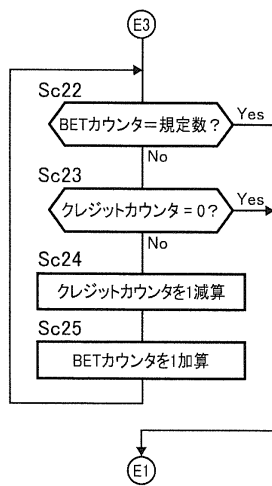 E3
Sc22
BETカウンタ=規定数?
Yes
No
Sc23
クレジットカウンタ=0?
Yes
No
Sc24
クレジットカウンタを1減算
Sc25
BETカウンタを1加算
E1